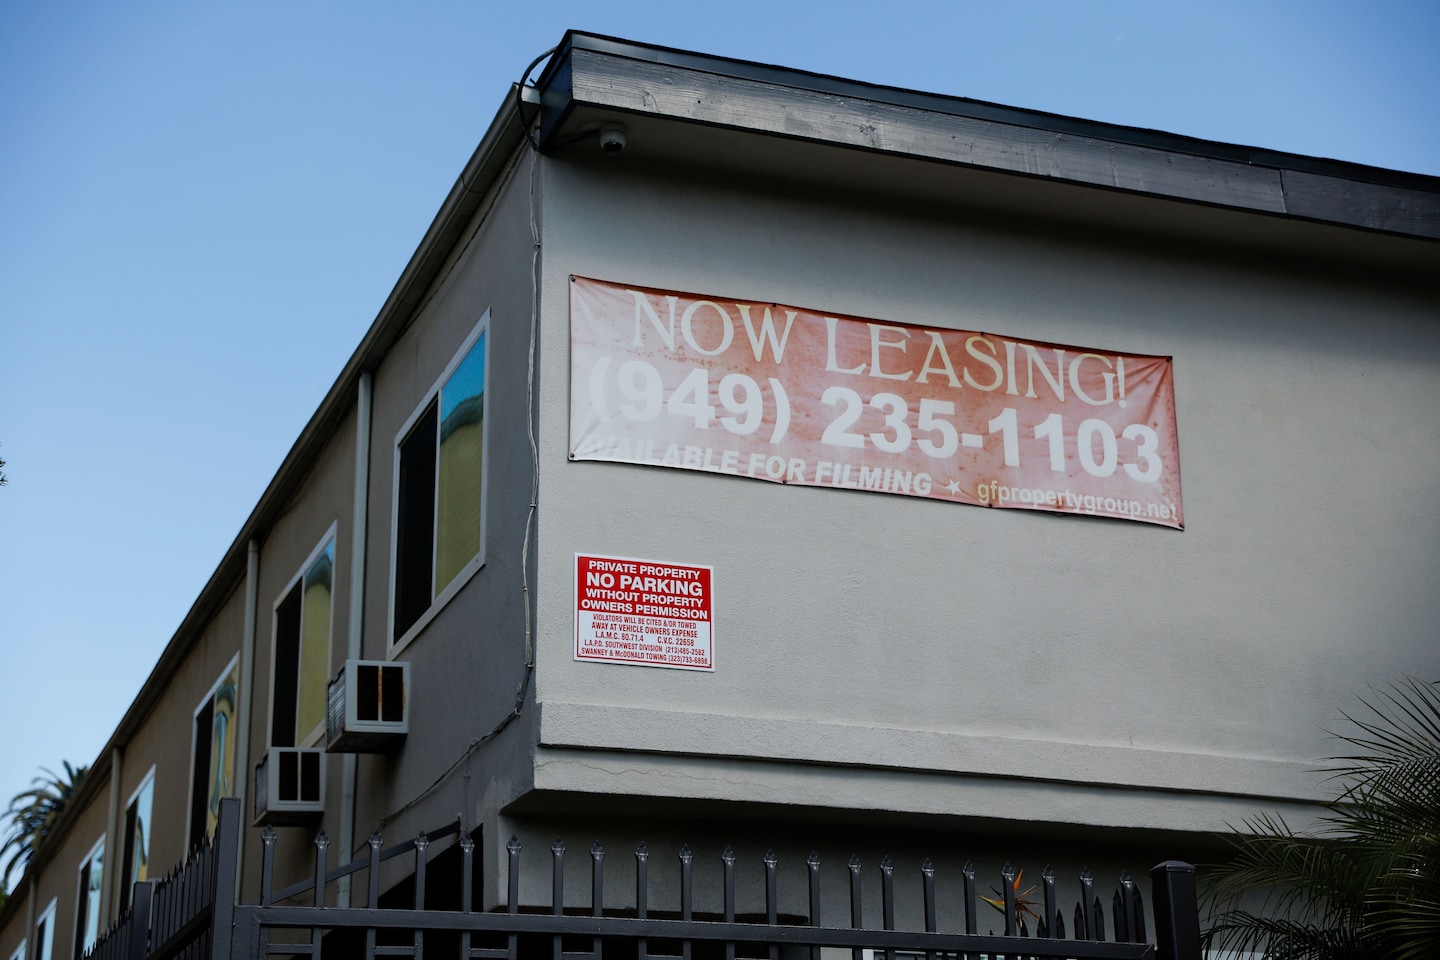 NOW LEASING!
(949) 235-1103
AVAILABLE FOR FILMING ★ gfpropertygroup.net
PRIVATE PROPERTY
NO PARKING
WITHOUT PROPERTY
OWNERS PERMISSION
VIOLATORS WILL BE CITED &/OR TOWED
AWAY AT VEHICLE OWNERS EXPENSE
L.A.M.C. 80.71.4 C.V.C. 22658
L.A.P.D. SOUTHWEST DIVISION (213)485-2582
SWANNEY & McDONALD TOWING (323)733-6898